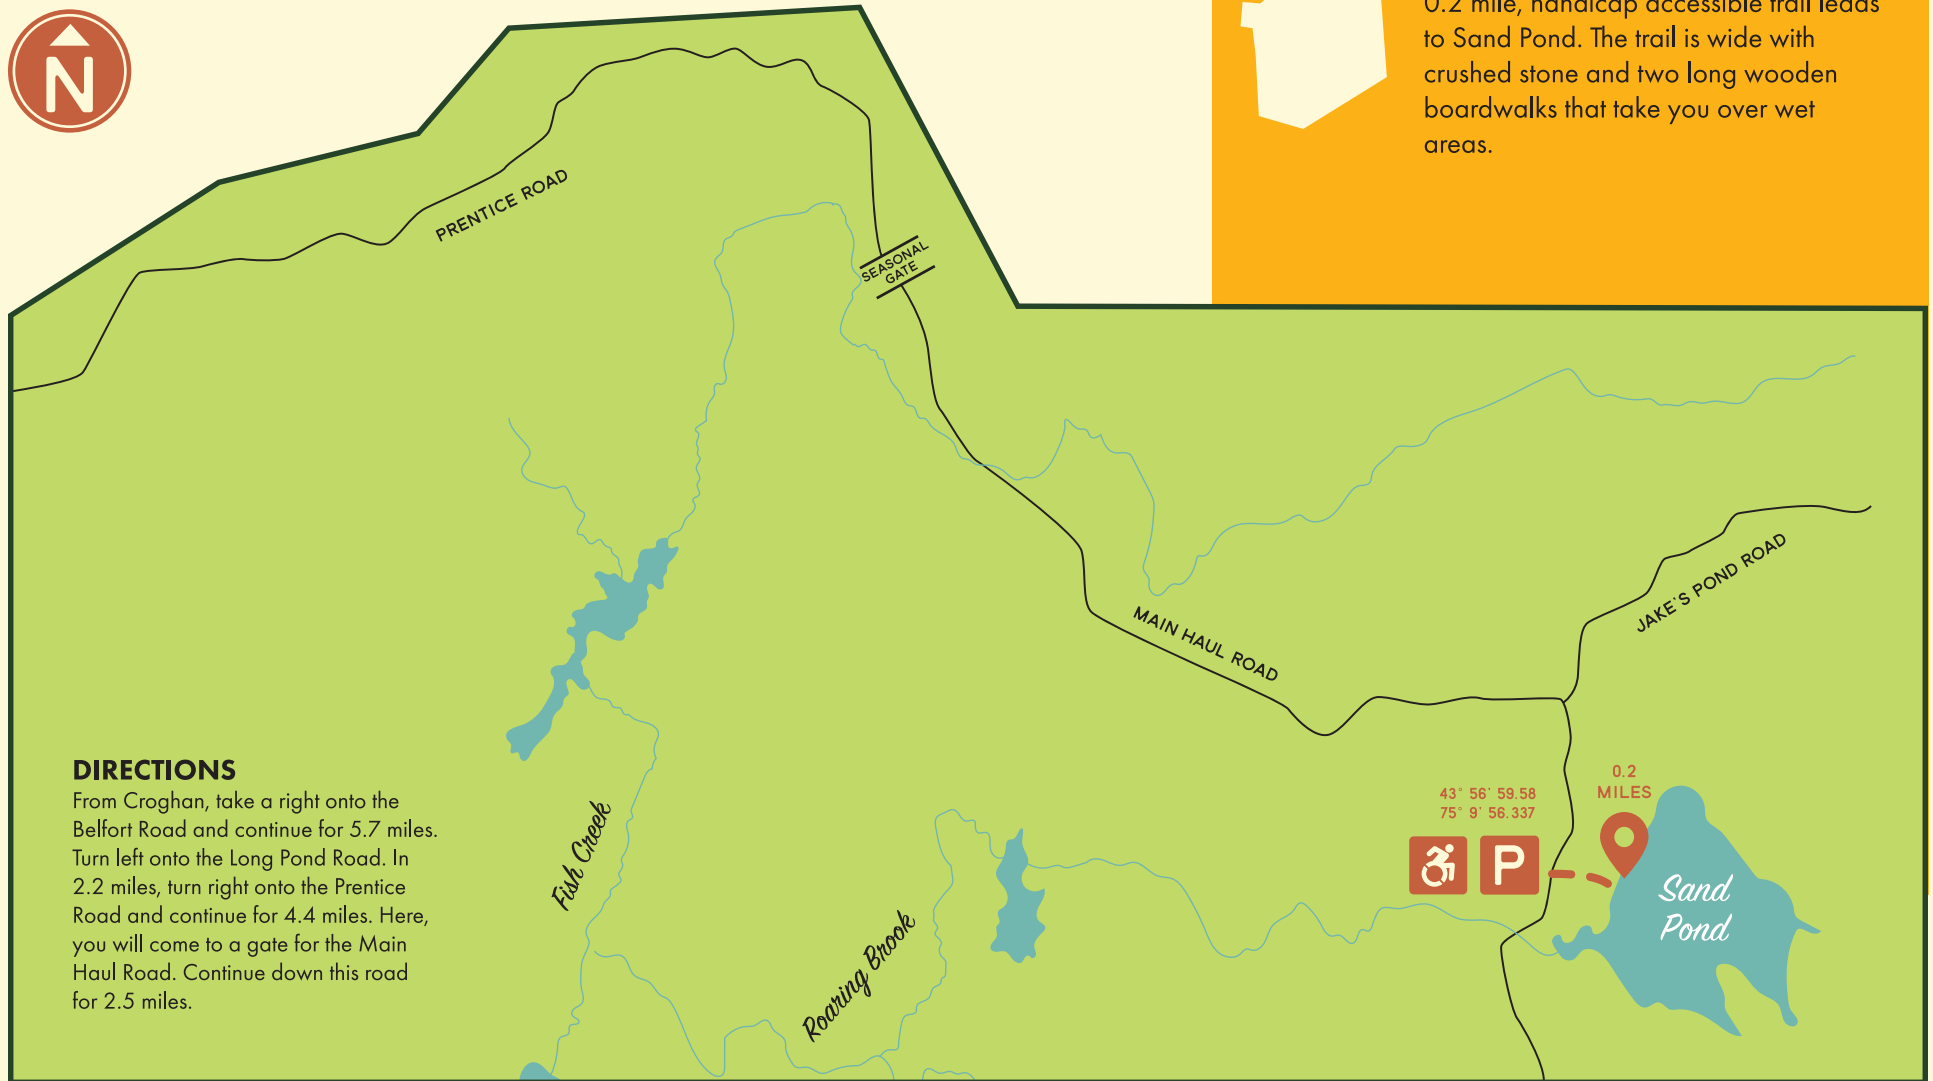 N
0.2 mile, handicap accessible trail leads
to Sand Pond. The trail is wide with
crushed stone and two long wooden
boardwalks that take you over wet
areas.
PRENTICE ROAD
SEASONAL
GATE
MAIN HAUL ROAD
JAKE'S POND ROAD
DIRECTIONS
From Croghan, take a right onto the
Belfort Road and continue for 5.7 miles.
Turn left onto the Long Pond Road. In
2.2 miles, turn right onto the Prentice
Road and continue for 4.4 miles. Here,
you will come to a gate for the Main
Haul Road. Continue down this road
for 2.5 miles.
Fish Creek
Roaring Brook
43° 56' 59.58
75° 9' 56.337
P
0.2
MILES
Sand
Pond